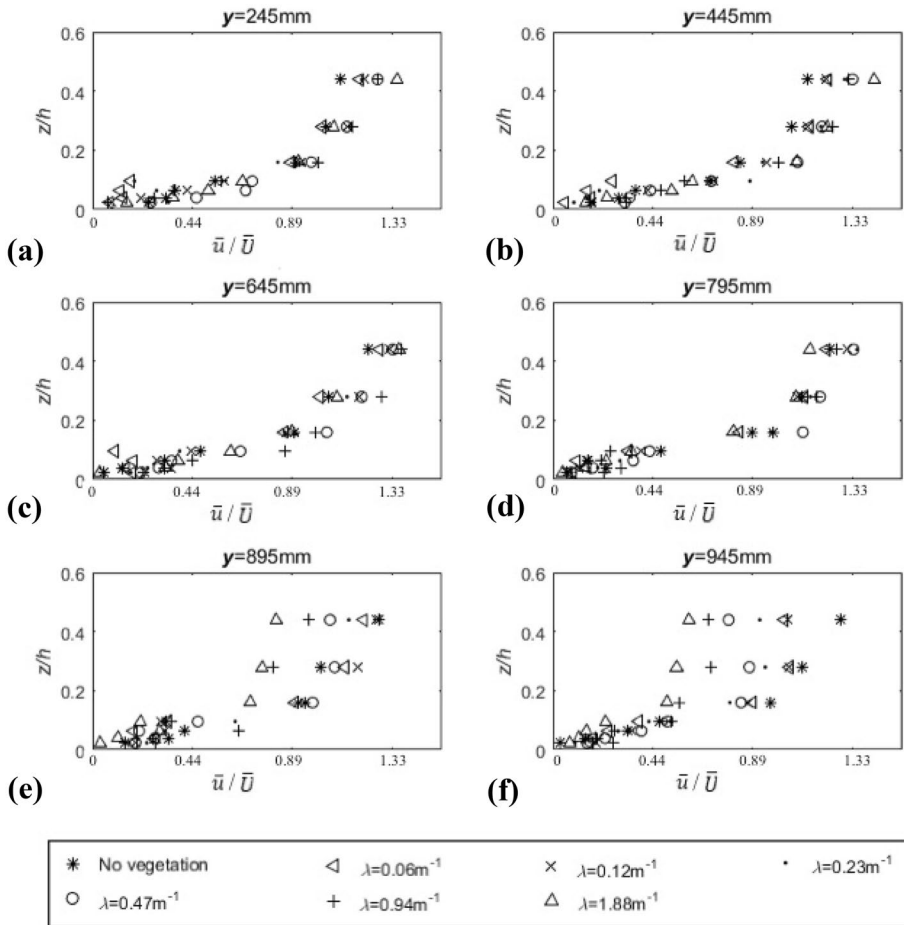 y=245mm
y=445mm
0.6
0.4
0.2
0
z/h
0 0.44 0.89 1.33
ū / Ū
(a)
0.6
0.4
0.2
0
z/h
0 0.44 0.89 1.33
ū / Ū
(b)
y=645mm
y=795mm
0.6
0.4
0.2
0
z/h
0 0.44 0.89 1.33
ū / Ū
(c)
0.6
0.4
0.2
0
z/h
0 0.44 0.89 1.33
ū / Ū
(d)
y=895mm
y=945mm
0.6
0.4
0.2
0
z/h
0 0.44 0.89 1.33
ū / Ū
(e)
0.6
0.4
0.2
0
z/h
0 0.44 0.89 1.33
ū / Ū
(f)
No vegetation λ=0.06m⁻¹ λ=0.12m⁻¹ λ=0.23m⁻¹
λ=0.47m⁻¹ λ=0.94m⁻¹ λ=1.88m⁻¹